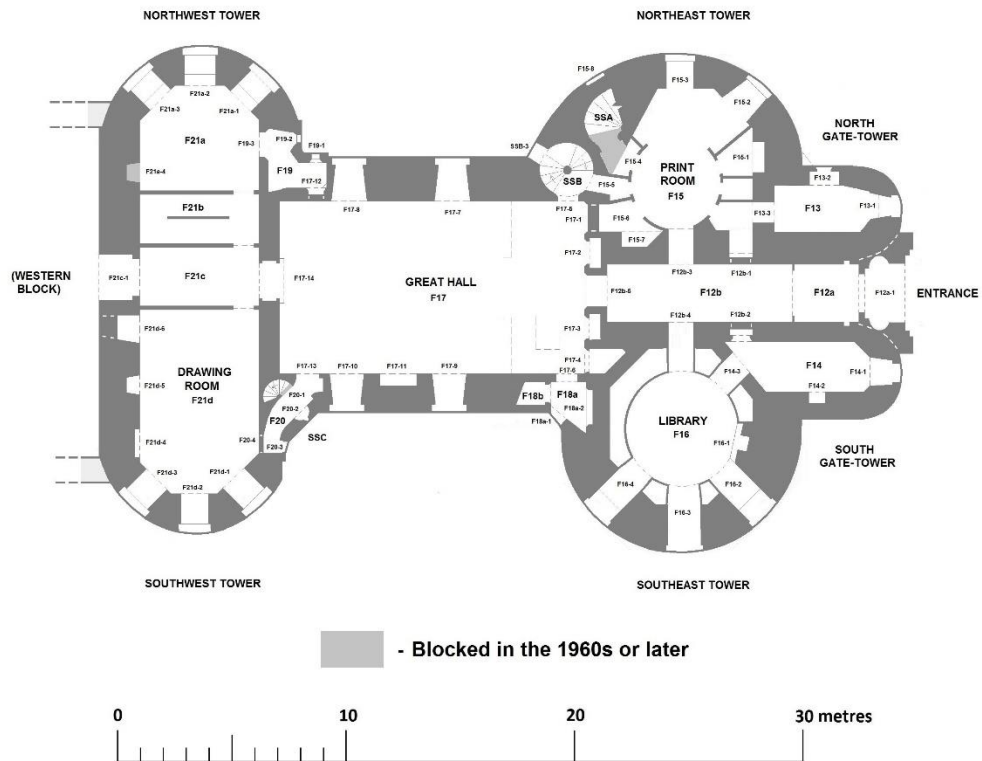 NORTHWEST TOWER
NORTHEAST TOWER
F21a-2
F21a-3
F21a-1
F21a
F19-3
F19-2
F19-1
F19
F17-12
F21a-4
F21b
F21c-1
F21c
F17-14
(WESTERN
BLOCK)
F17-8
F17-7
GREAT HALL
F17
F15-8
F15-3
F15-2
SSA
SSB-3
SSB
F15-4
F15-5
PRINT
ROOM
F15
F15-1
F15-6
F15-7
NORTH
GATE-TOWER
F13-2
F13-1
F13-3
F13
F17-1
F17-2
F12b-3
F12b-1
F12b
F12a
F12a-1
ENTRANCE
F12b-4
F12b-2
F17-3
F17-4
F17-13
F17-10
F17-11
F17-9
F18b
F18a
F18a-2
F18a-1
F14-3
F14
F14-1
F14-2
LIBRARY
F16
F16-1
F16-4
F16-3
F16-2
SOUTH
GATE-TOWER
F21d-5
DRAWING
ROOM
F21d
F20-1
F20-2
F20
F20-4
F20-3
SSC
F21d-4
F21d-3
F21d-1
F21d-2
SOUTHWEST TOWER
SOUTHEAST TOWER
- Blocked in the 1960s or later
0
10
20
30 metres